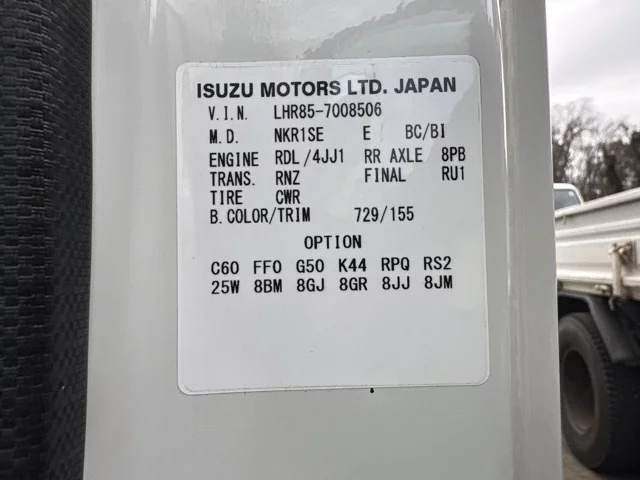 ISUZU MOTORS LTD. JAPAN
V.I.N. LHR85-7008506
M.D. NKR1SE E BC/BI
ENGINE RDL/4JJ1 RR AXLE 8PB
TRANS. RNZ FINAL RU1
TIRE CWR
B.COLOR/TRIM 729/155
OPTION
C60 FF0 G50 K44 RPQ RS2
25W 8BM 8GJ 8GR 8JJ 8JM